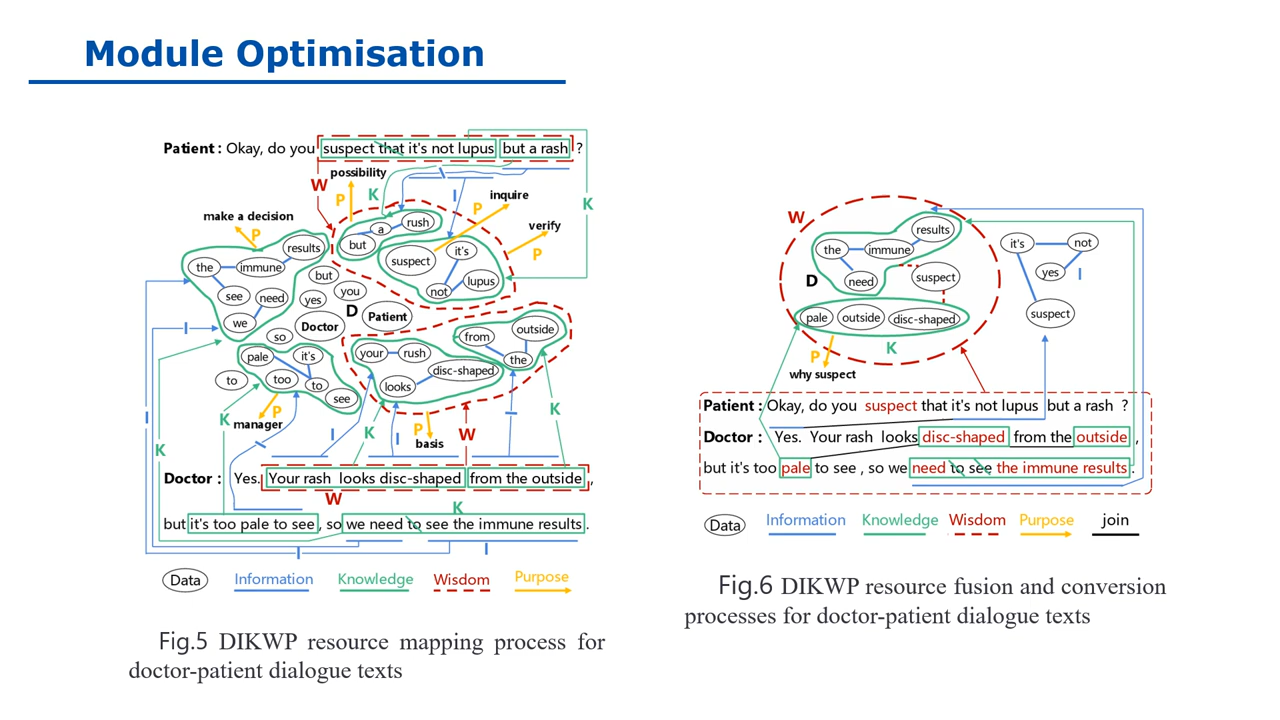 Module Optimisation
Patient : Okay, do you suspect that it's not lupus but a rash ?
possibility
W
P
K
I
inquire
P
K
make a decision
P
verify
P
a
rush
but
it's
suspect
lupus
not
results
the
immune
see
need
we
but
yes
you
D
Patient
Doctor
so
I
from
outside
the
your
rush
disc-shaped
looks
pale
it's
too
to
see
to
P
manager
K
I
K
I
K
I
P
basis
W
I
K
I
Doctor : Yes. Your rash looks disc-shaped from the outside ,
W
K
but it's too pale to see , so we need to see the immune results .
I
I
Data
Information
Knowledge
Wisdom
Purpose
Fig.5 DIKWP resource mapping process for
doctor-patient dialogue texts
W
results
the
immune
need
suspect
D
pale
outside
disc-shaped
K
P
why suspect
it's
not
yes
I
suspect
Patient : Okay, do you suspect that it's not lupus but a rash ?
Doctor : Yes. Your rash looks disc-shaped from the outside ,
but it's too pale to see , so we need to see the immune results .
Data
Information
Knowledge
Wisdom
Purpose
join
Fig.6 DIKWP resource fusion and conversion
processes for doctor-patient dialogue texts